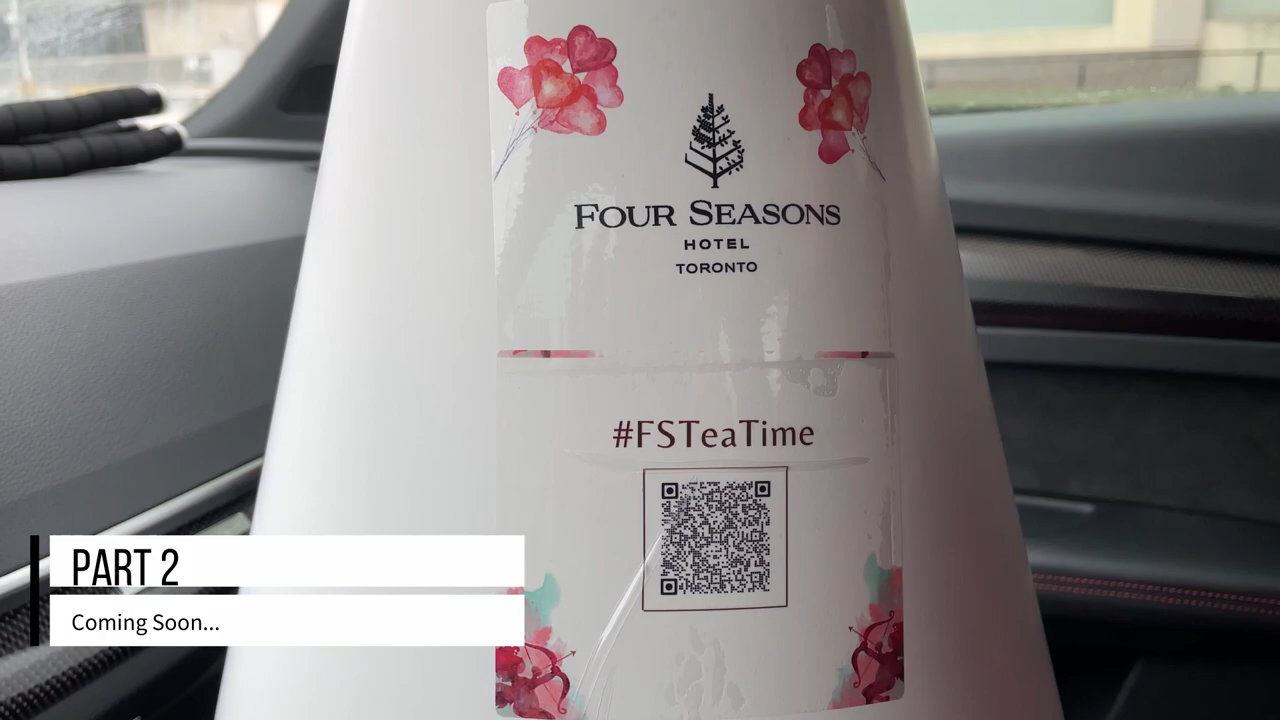 FOUR SEASONS
HOTEL
TORONTO
#FSTeaTime
PART 2
Coming Soon...